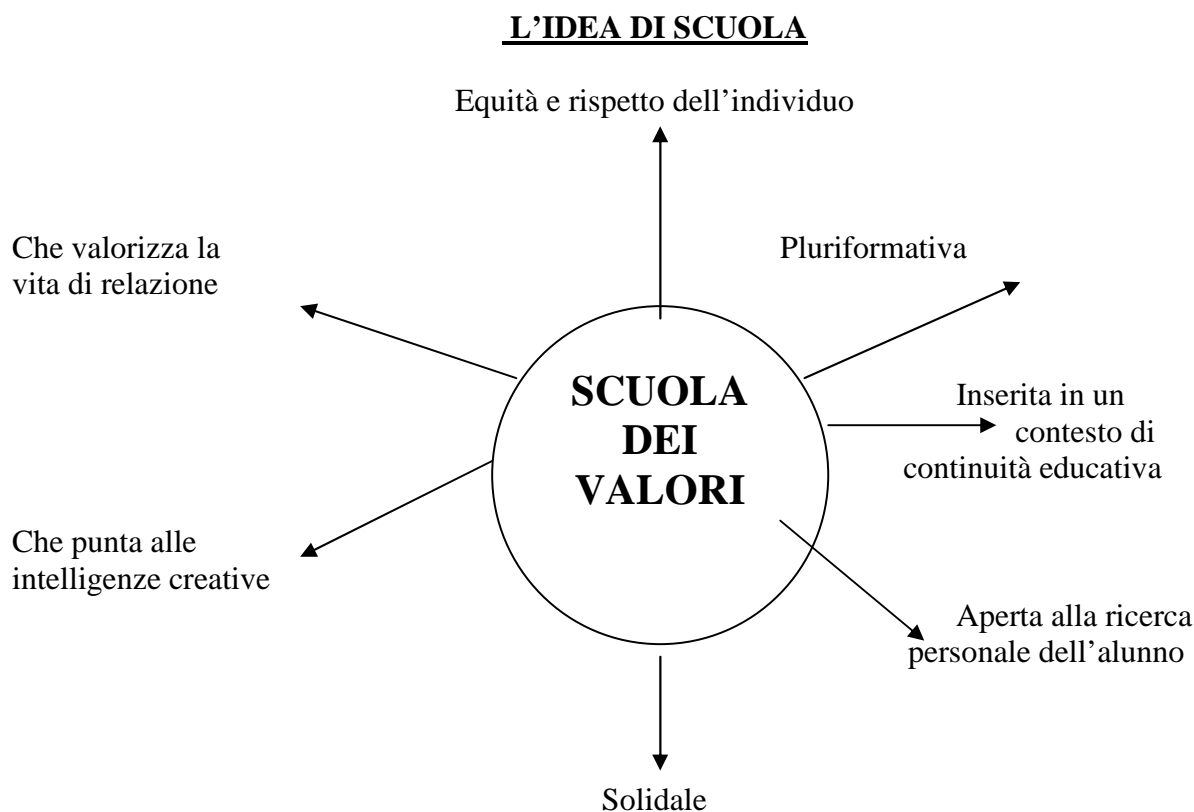 L’IDEA DI SCUOLA
Equità e rispetto dell’individuo
Che valorizza la
vita di relazione
Pluriformativa
SCUOLA
DEI
VALORI
Inserita in un
contesto di
continuità educativa
Che punta alle
intelligenze creative
Aperta alla ricerca
personale dell’alunno
Solidale